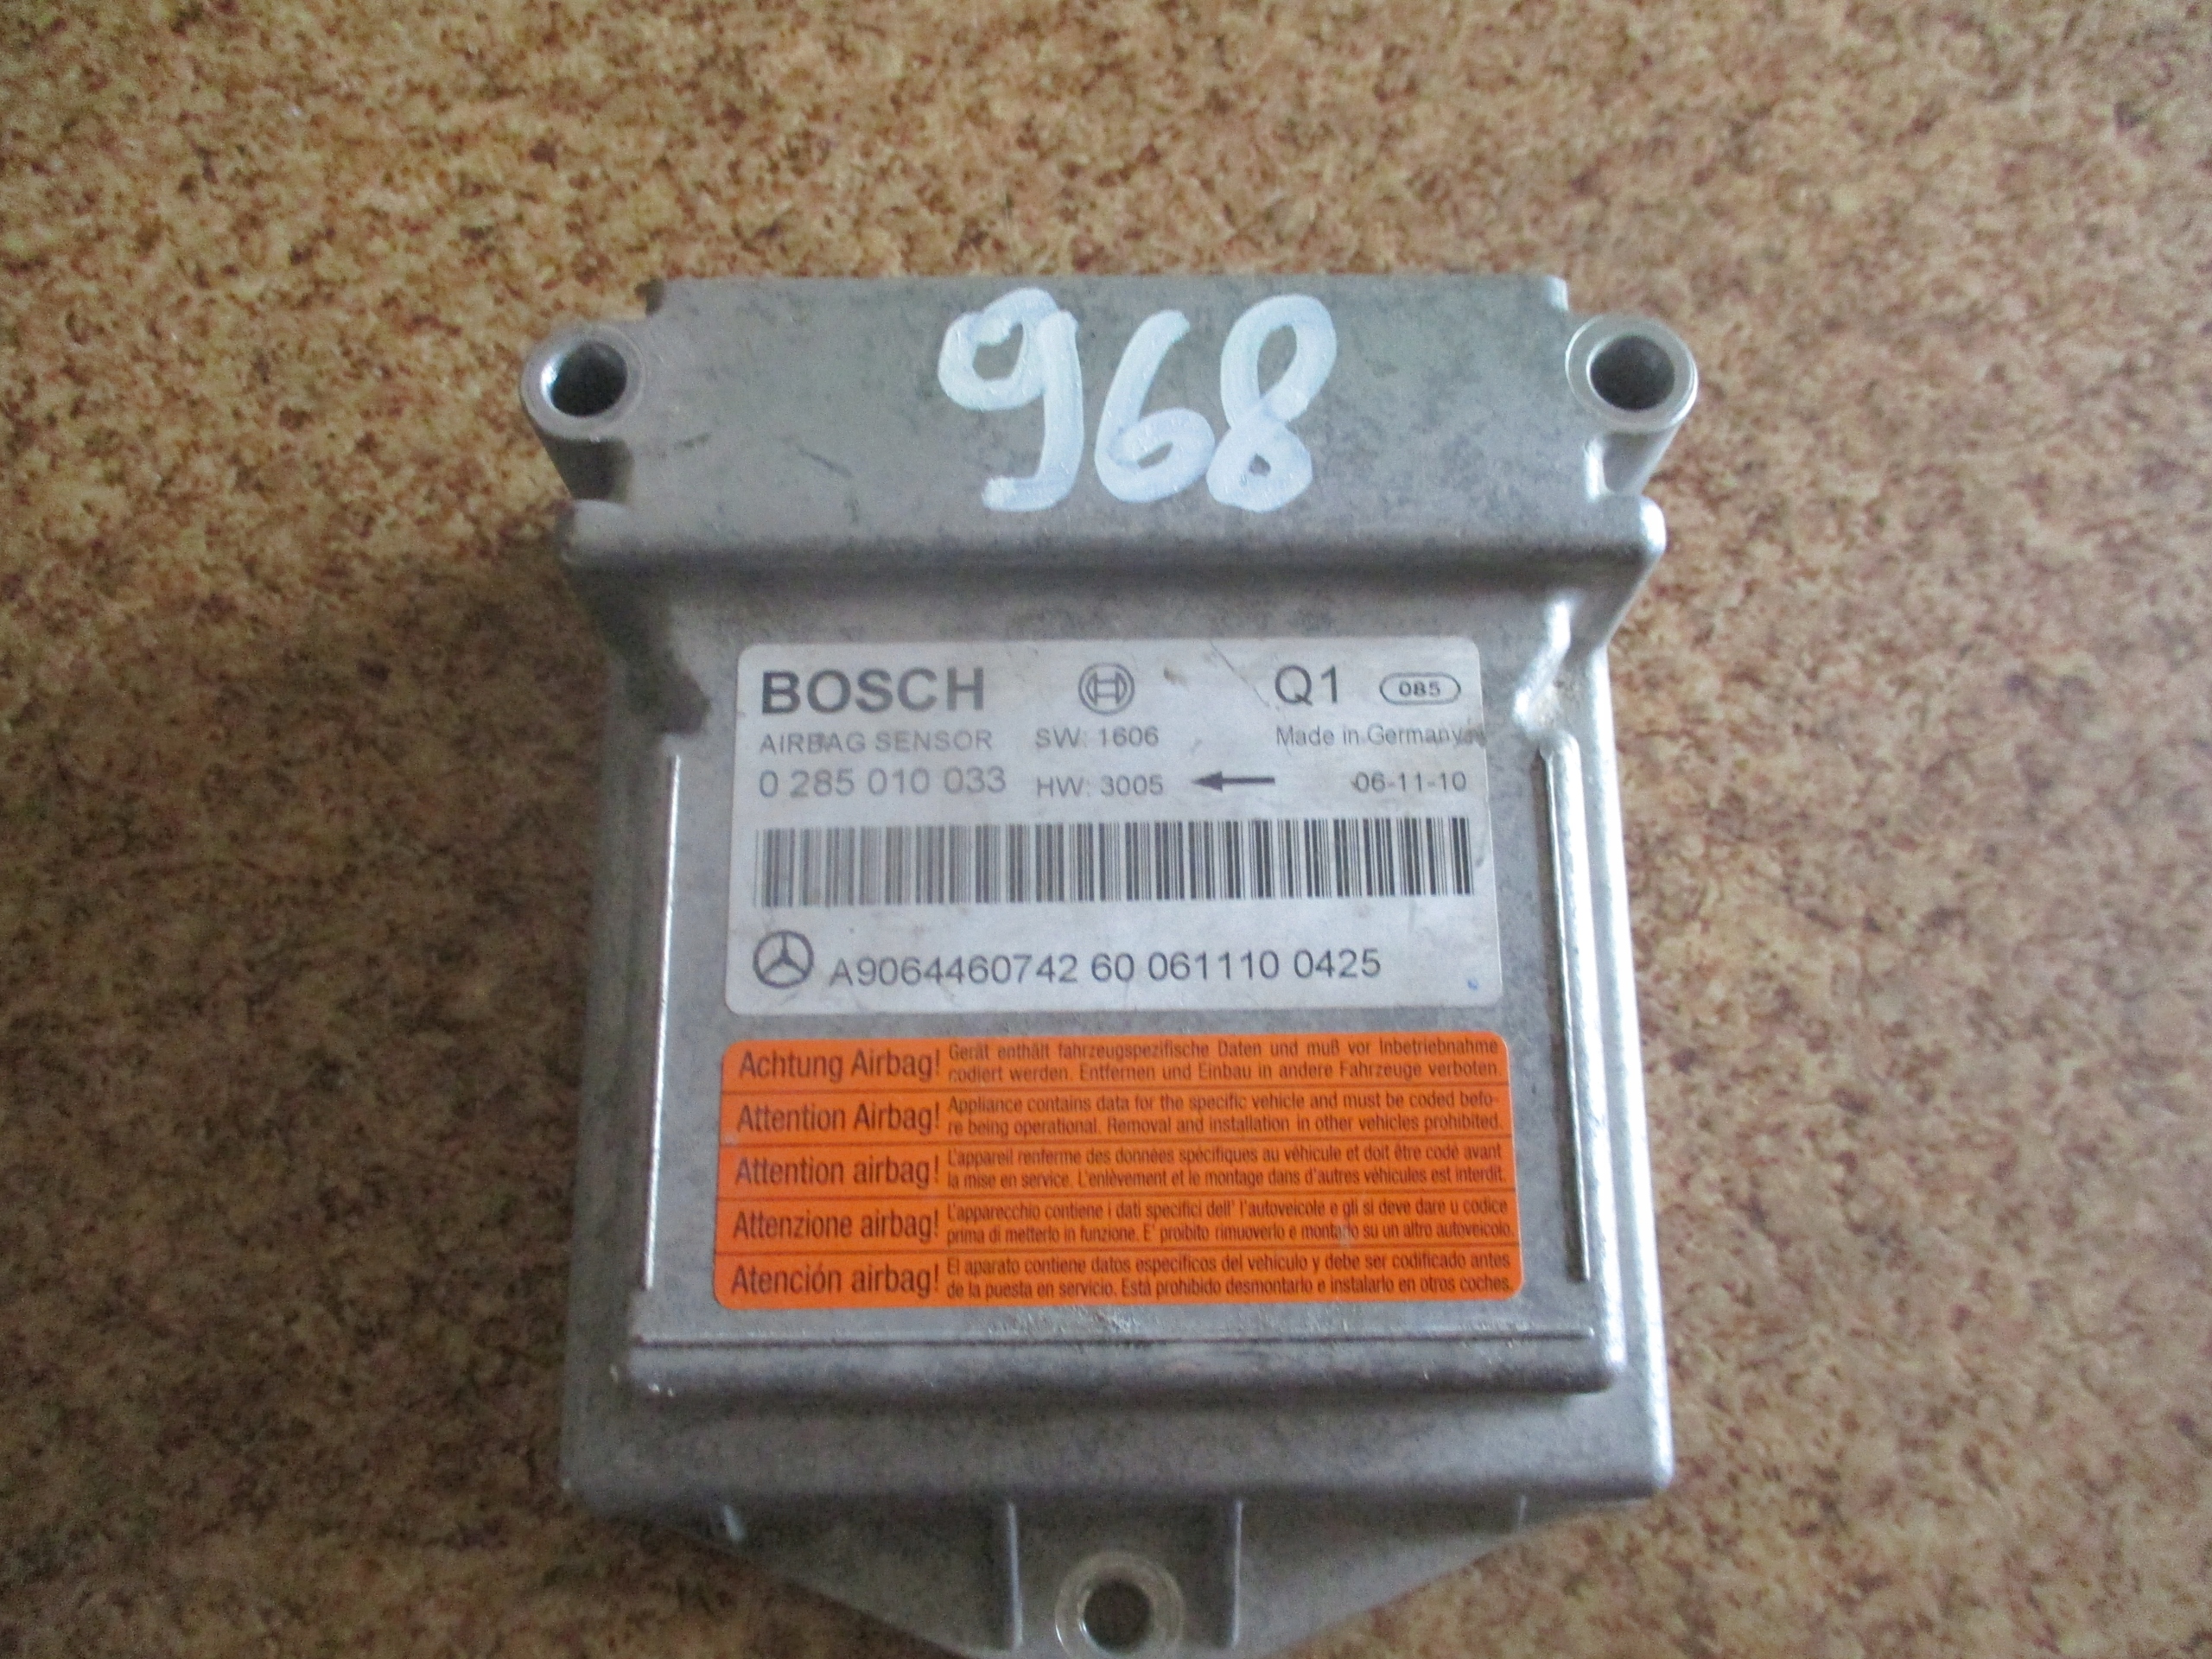 968
BOSCH Q1 085
AIRBAG SENSOR SW: 1606 Made in Germany
0 285 010 033 HW: 3005 06-11-10
A9064460742 60 061110 0425
Achtung Airbag! Gerät enthält fahrzeugspezifische Daten und muß vor Inbetriebnahme
codiert werden. Entfernen und Einbau in andere Fahrzeuge verboten.
Attention Airbag! Appliance contains data for the specific vehicle and must be coded befo-
re being operational. Removal and installation in other vehicles prohibited.
Attention airbag! L'appareil renferme des données spécifiques au véhicule et doit être codé avant
la mise en service. L'enlèvement et le montage dans d'autres véhicules est interdit.
Attenzione airbag! L'apparecchio contiene i dati specifici dell' l'autoveicole e gli si deve dare u codice
prima di metterlo in funzione. E' proibito rimuoverlo e montarlo su un altro autoveicolo.
Atención airbag! El aparato contiene datos especificos del vehiculo y debe ser codificado antes
de la puesta en servicio. Está prohibido desmontarlo e instalarlo en otros coches.